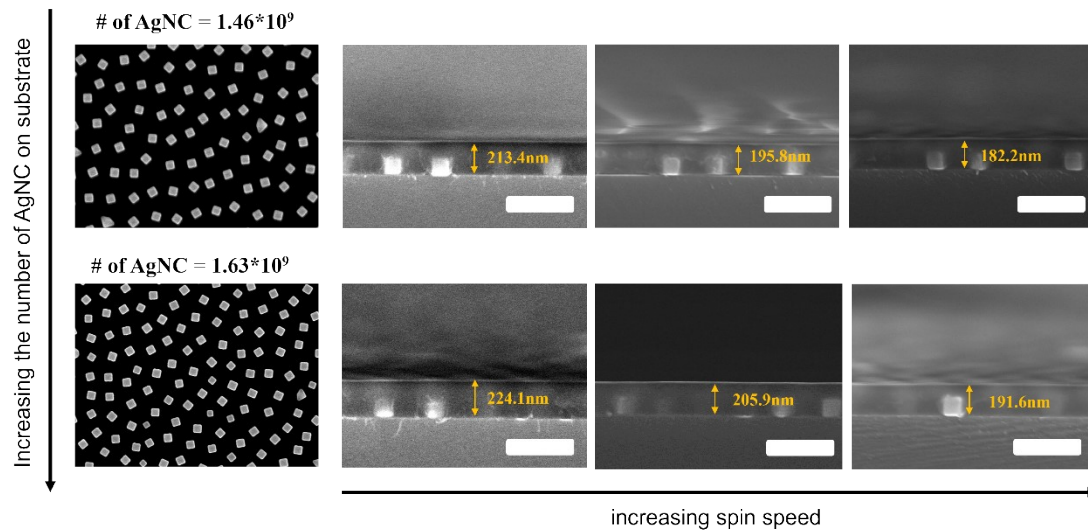 Increasing the number of AgNC on substrate
# of AgNC = 1.46*10⁹
213.4nm
195.8nm
182.2nm
# of AgNC = 1.63*10⁹
224.1nm
205.9nm
191.6nm
increasing spin speed